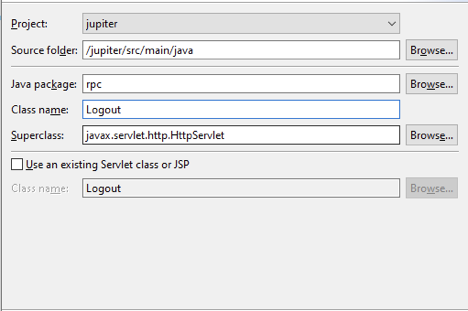 Project: jupiter
Source folder: /jupiter/src/main/java Browse...
Java package: rpc Browse...
Class name: Logout
Superclass: javax.servlet.http.HttpServlet Browse...
Use an existing Servlet class or JSP
Class name: Logout Browse...